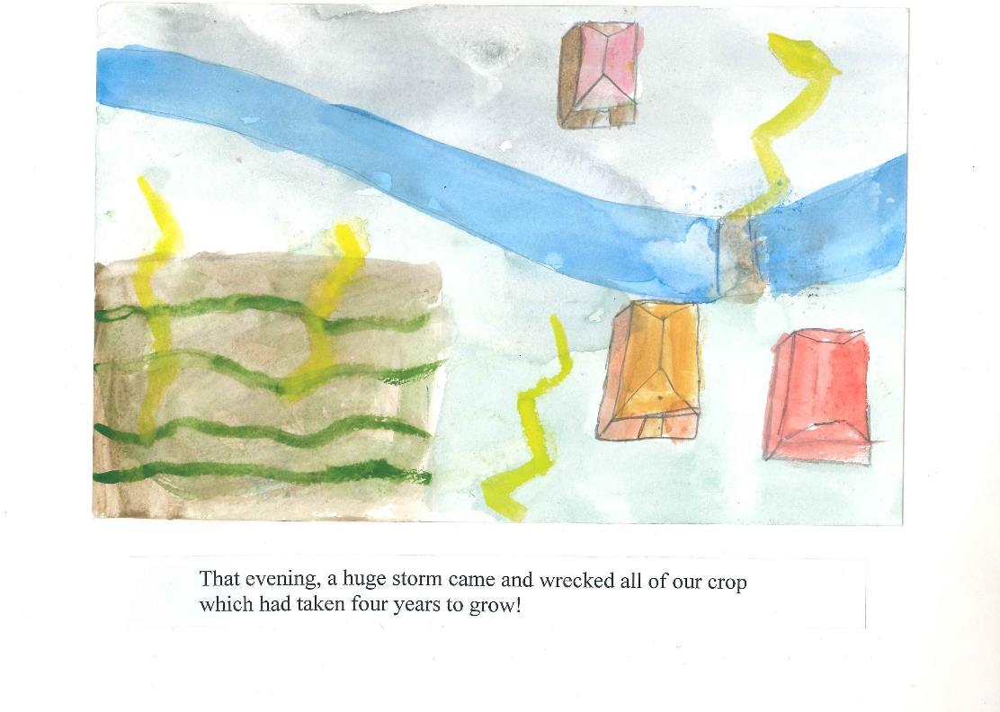 That evening, a huge storm came and wrecked all of our crop
which had taken four years to grow!